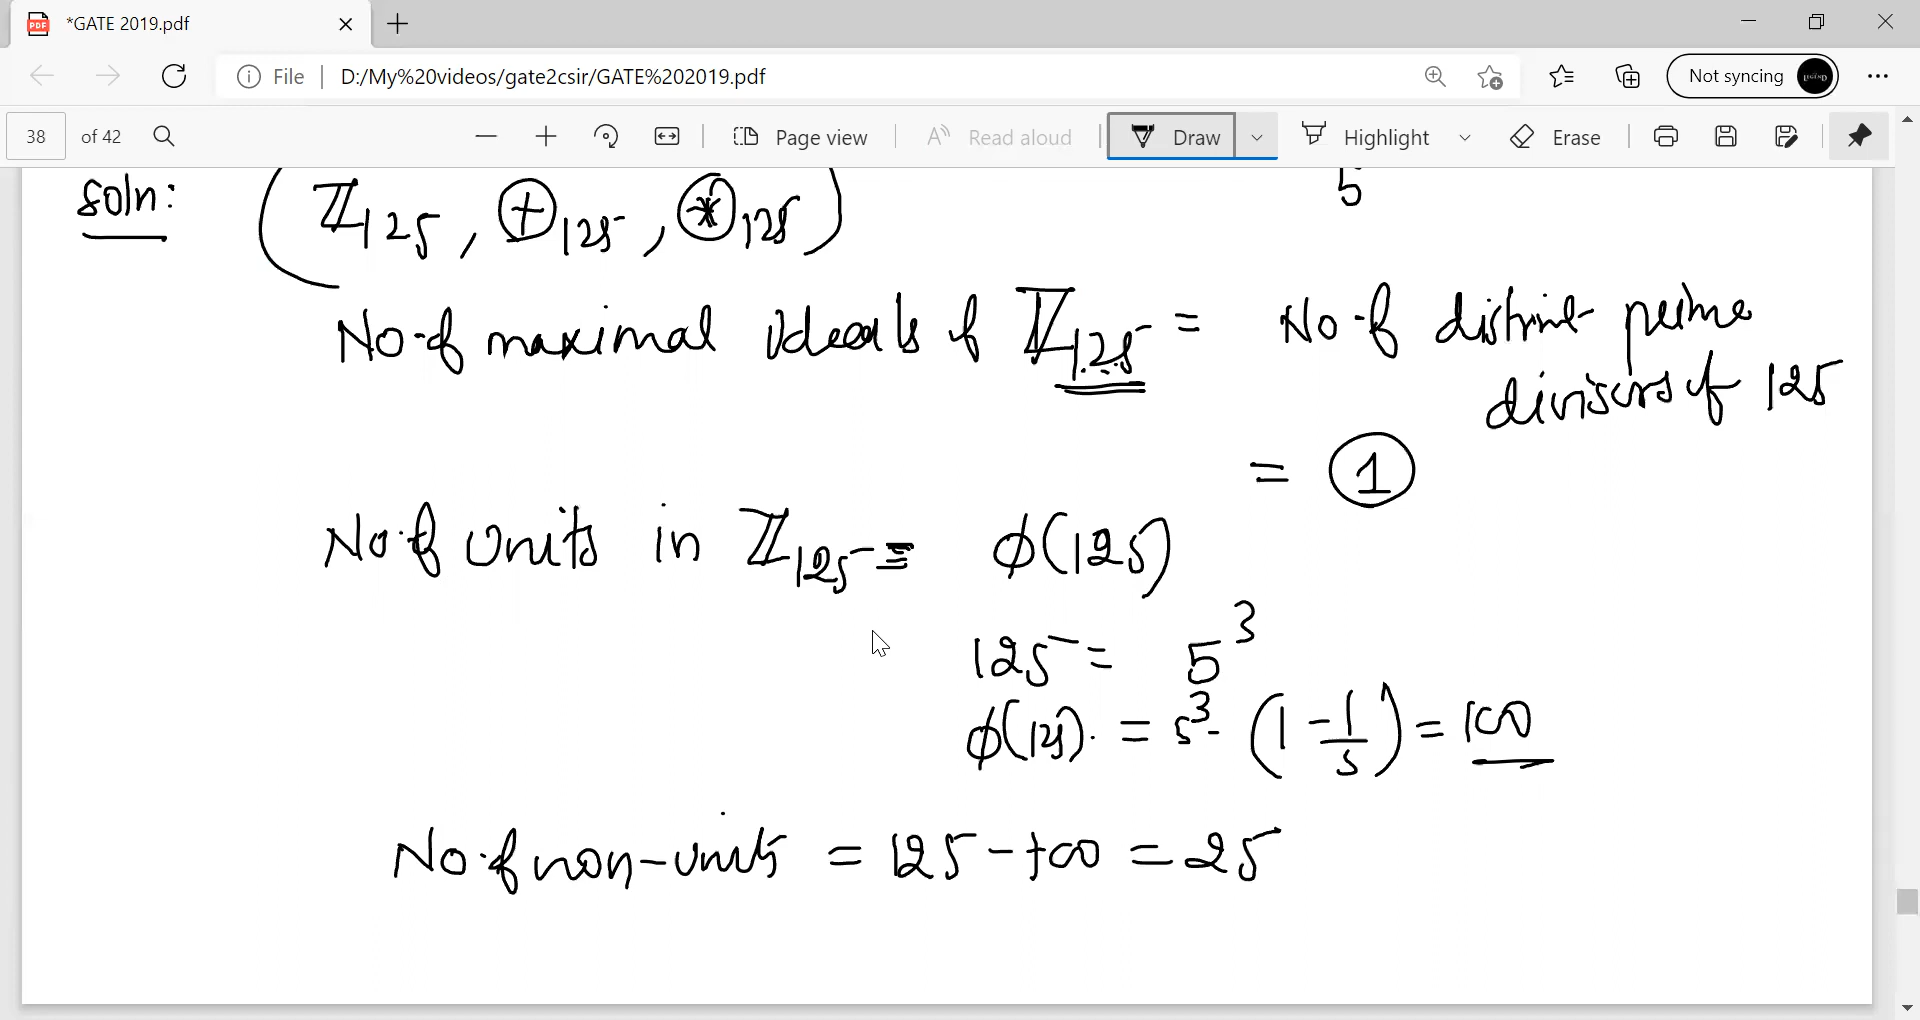 *GATE 2019.pdf
File D:/My%20videos/gate2csir/GATE%202019.pdf Not syncing
38 of 42 Page view Read aloud Draw Highlight Erase
soln: (ℤ125, ⊕125, ⊛125) 5
No. of maximal ideals of ℤ125 = No. of distinct prime
divisors of 125
= 1
No. of units in ℤ125 = φ(125)
125 = 5³
φ(125) = 5³ (1 - 1/5) = 100
No. of non-units = 125 - 100 = 25